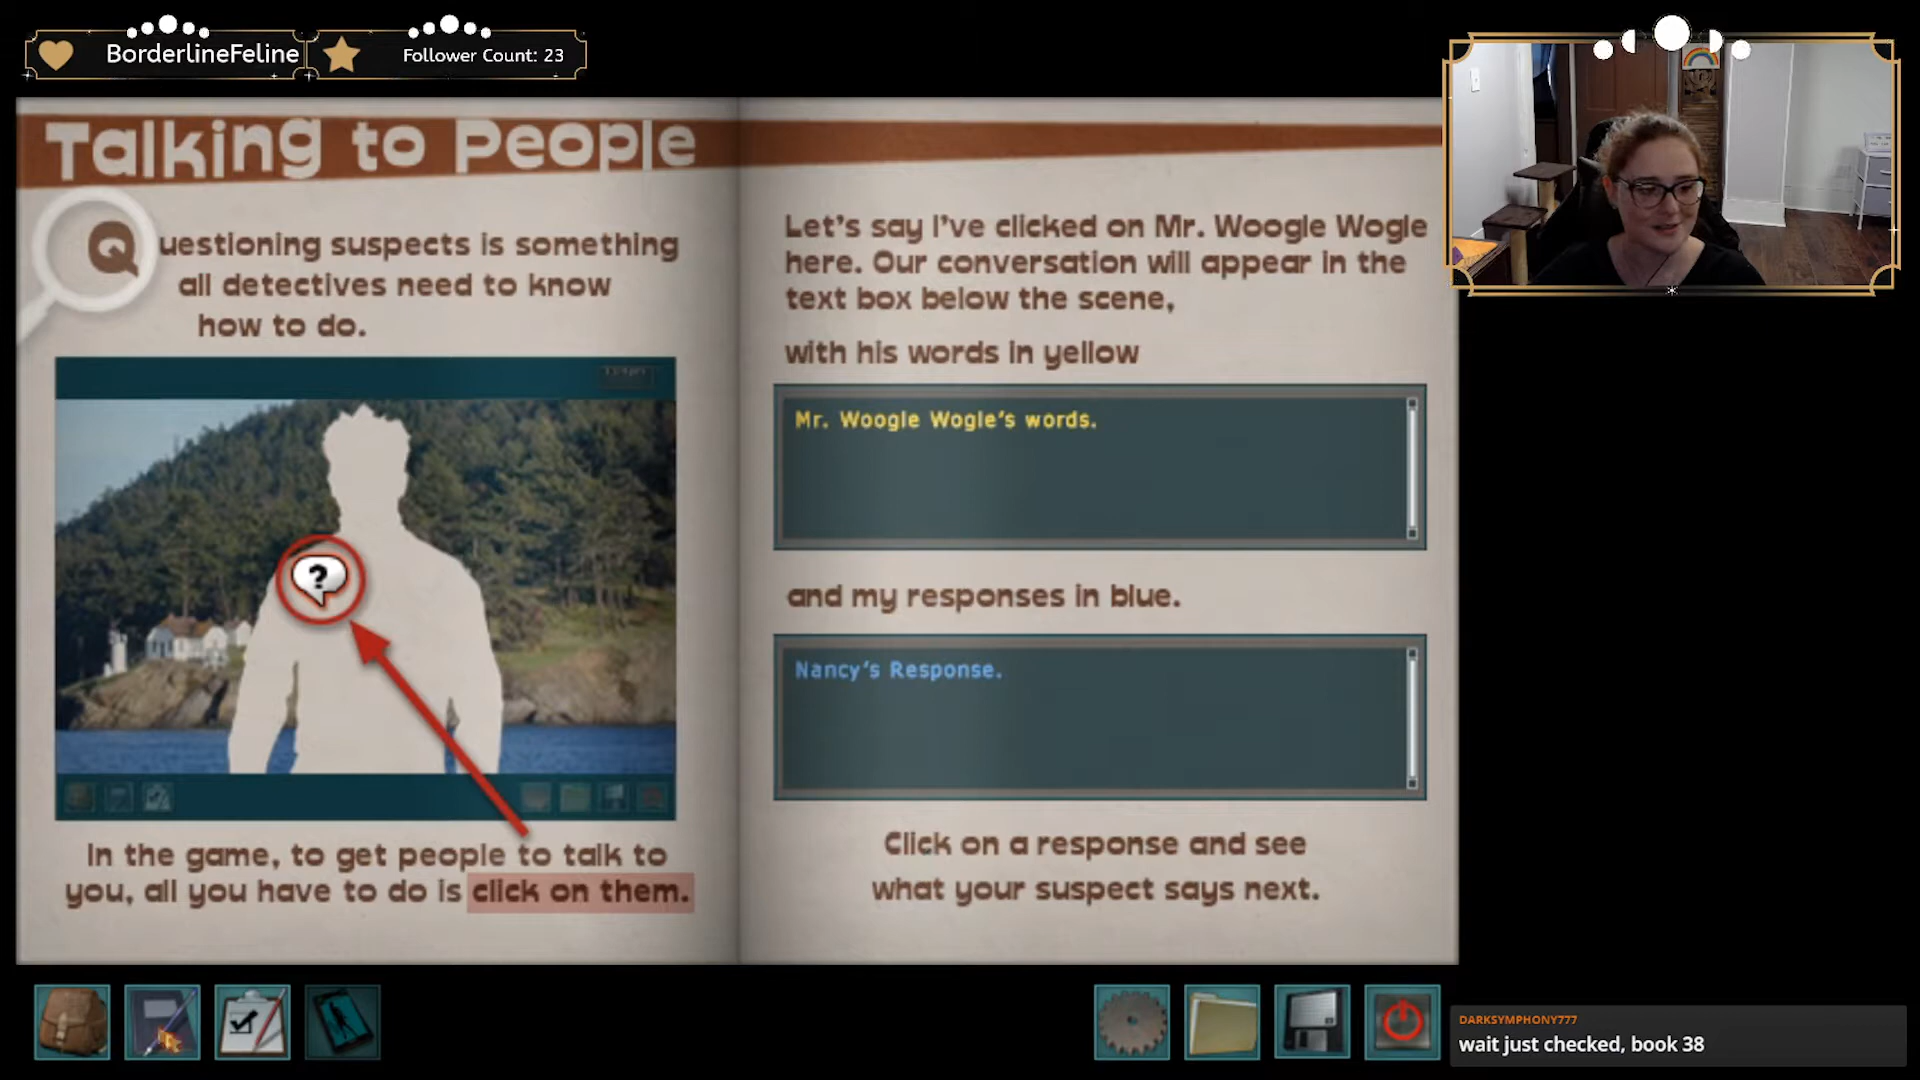 BorderlineFeline
Follower Count: 23
Talking to People
Questioning suspects is something
all detectives need to know
how to do.
In the game, to get people to talk to
you, all you have to do is click on them.
Let's say I've clicked on Mr. Woogle Wogle
here. Our conversation will appear in the
text box below the scene,
with his words in yellow
Mr. Woogle Wogle's words.
and my responses in blue.
Nancy's Response.
Click on a response and see
what your suspect says next.
?
DARKSYMPHONY777
wait just checked, book 38